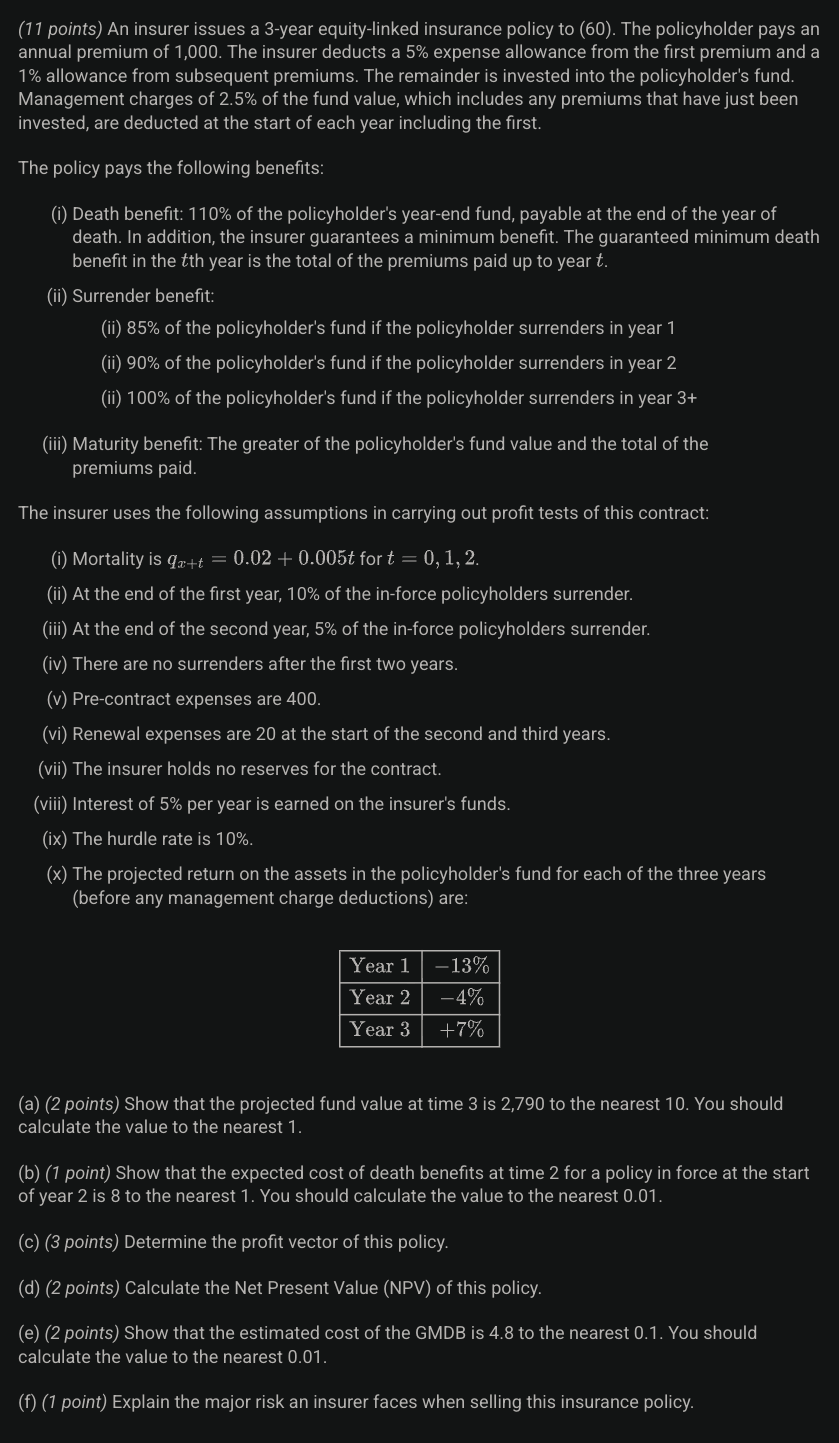 (11 points) An insurer issues a 3-year equity-linked insurance policy to (60). The policyholder pays an
annual premium of 1,000. The insurer deducts a 5% expense allowance from the first premium and a
1% allowance from subsequent premiums. The remainder is invested into the policyholder's fund.
Management charges of 2.5% of the fund value, which includes any premiums that have just been
invested, are deducted at the start of each year including the first.
The policy pays the following benefits:
(i) Death benefit: 110% of the policyholder's year-end fund, payable at the end of the year of
death. In addition, the insurer guarantees a minimum benefit. The guaranteed minimum death
benefit in the tth year is the total of the premiums paid up to year t.
(ii) Surrender benefit:
(ii) 85% of the policyholder's fund if the policyholder surrenders in year 1
(ii) 90% of the policyholder's fund if the policyholder surrenders in year 2
(ii) 100% of the policyholder's fund if the policyholder surrenders in year 3+
(iii) Maturity benefit: The greater of the policyholder's fund value and the total of the
premiums paid.
The insurer uses the following assumptions in carrying out profit tests of this contract:
(i) Mortality is q_{x+t} = 0.02 + 0.005t for t = 0, 1, 2.
(ii) At the end of the first year, 10% of the in-force policyholders surrender.
(iii) At the end of the second year, 5% of the in-force policyholders surrender.
(iv) There are no surrenders after the first two years.
(v) Pre-contract expenses are 400.
(vi) Renewal expenses are 20 at the start of the second and third years.
(vii) The insurer holds no reserves for the contract.
(viii) Interest of 5% per year is earned on the insurer's funds.
(ix) The hurdle rate is 10%.
(x) The projected return on the assets in the policyholder's fund for each of the three years
(before any management charge deductions) are:
Year 1 −13%
Year 2 −4%
Year 3 +7%
(a) (2 points) Show that the projected fund value at time 3 is 2,790 to the nearest 10. You should
calculate the value to the nearest 1.
(b) (1 point) Show that the expected cost of death benefits at time 2 for a policy in force at the start
of year 2 is 8 to the nearest 1. You should calculate the value to the nearest 0.01.
(c) (3 points) Determine the profit vector of this policy.
(d) (2 points) Calculate the Net Present Value (NPV) of this policy.
(e) (2 points) Show that the estimated cost of the GMDB is 4.8 to the nearest 0.1. You should
calculate the value to the nearest 0.01.
(f) (1 point) Explain the major risk an insurer faces when selling this insurance policy.